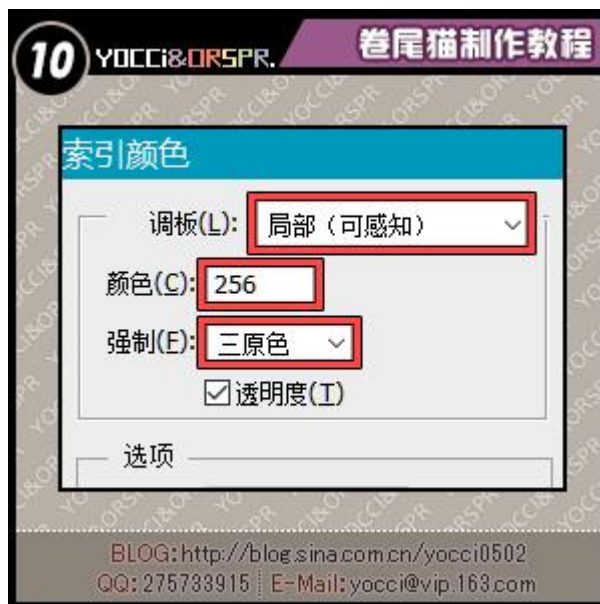 10 YOCCi&ORSPR. 卷尾猫制作教程
索引颜色
调板(L): 局部（可感知）
颜色(C): 256
强制(F): 三原色
透明度(T)
选项
BLOG:http://blog.sina.com.cn/yocci0502
QQ:275733915 E-Mail:yocci@vip.163.com